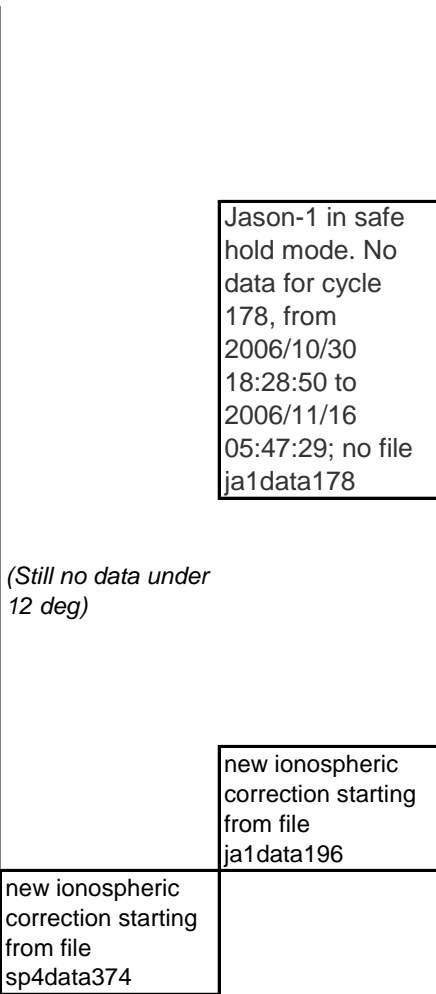 Jason-1 in safe
hold mode. No
data for cycle
178, from
2006/10/30
18:28:50 to
2006/11/16
05:47:29; no file
ja1data178
(Still no data under
12 deg)
new ionospheric
correction starting
from file
ja1data196
new ionospheric
correction starting
from file
sp4data374